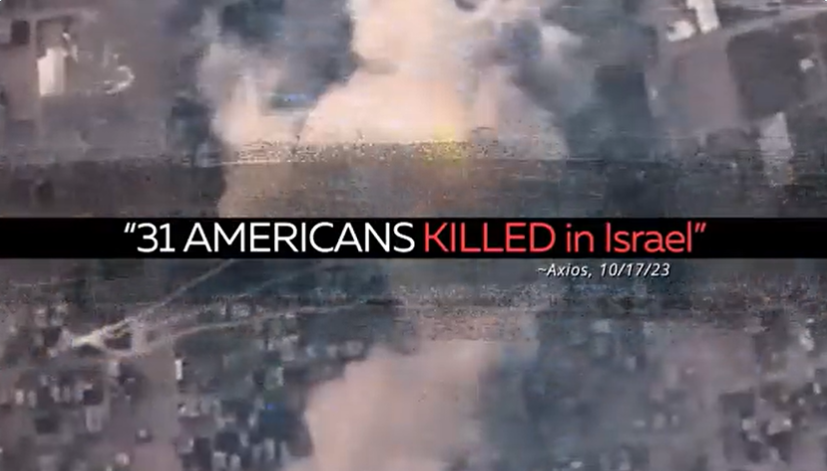 “31 AMERICANS KILLED in Israel”
~Axios, 10/17/23